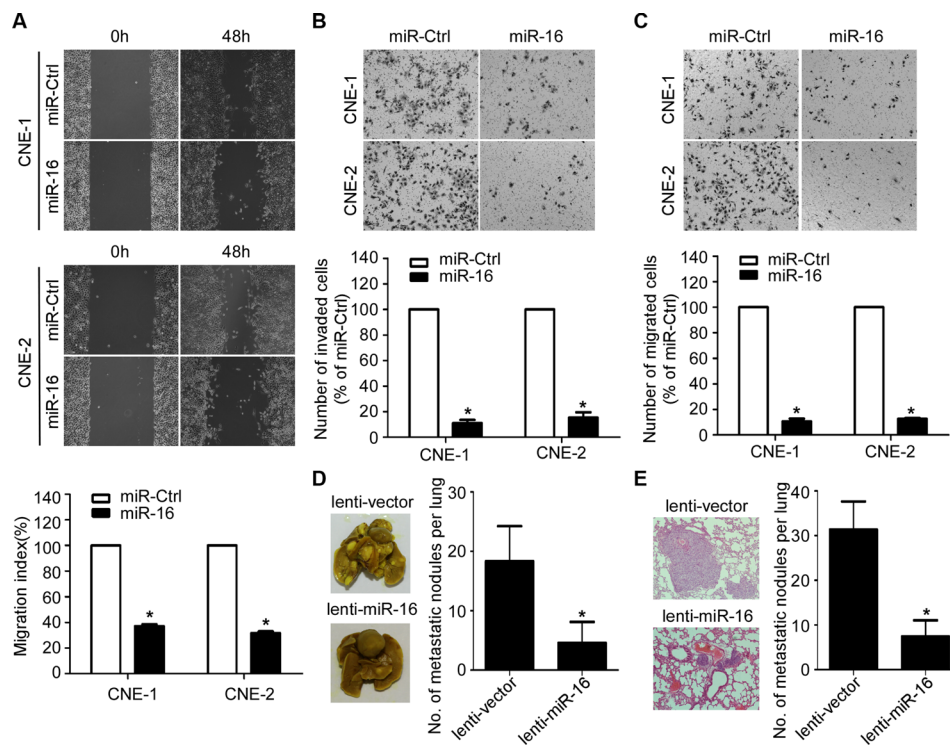 A
0h
48h
CNE-1
miR-Ctrl
miR-16
0h
48h
CNE-2
miR-Ctrl
miR-16
Migration index(%)
140
120
100
80
60
40
20
0
miR-Ctrl
miR-16
*
*
CNE-1
CNE-2
B
miR-Ctrl
miR-16
CNE-1
CNE-2
Number of invaded cells
(% of miR-Ctrl)
140
120
100
80
60
40
20
0
miR-Ctrl
miR-16
*
*
CNE-1
CNE-2
C
miR-Ctrl
miR-16
CNE-1
CNE-2
Number of migrated cells
(% of miR-Ctrl)
140
120
100
80
60
40
20
0
miR-Ctrl
miR-16
*
*
CNE-1
CNE-2
D
lenti-vector
lenti-miR-16
No. of metastatic nodules per lung
30
20
10
0
*
lenti-vector
lenti-miR-16
E
lenti-vector
lenti-miR-16
No. of metastatic nodules per lung
40
30
20
10
0
*
lenti-vector
lenti-miR-16